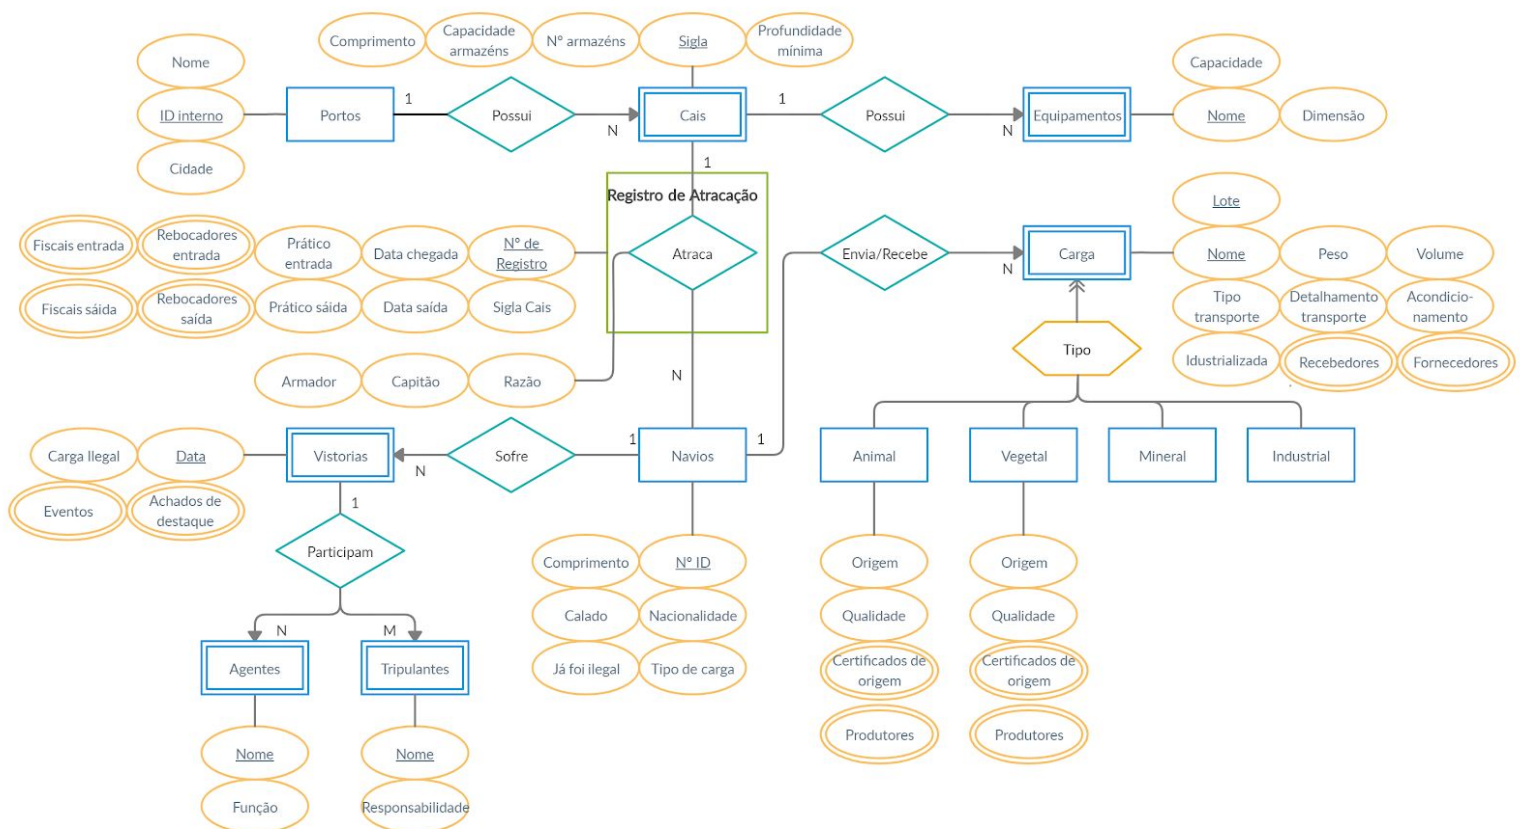 Comprimento
Capacidade
armazéns
Nº armazéns
Sigla
Profundidade
mínima
Nome
ID interno
Cidade
Portos
1
Possui
N
Cais
1
Possui
N
Equipamentos
Capacidade
Nome
Dimensão
1
Registro de Atracação
Atraca
Fiscais entrada
Rebocadores
entrada
Prático
entrada
Data chegada
Nº de
Registro
Fiscais sáida
Rebocadores
saída
Prático sáida
Data saída
Sigla Cais
Armador
Capitão
Razão
N
Envia/Recebe
N
Carga
Lote
Nome
Peso
Volume
Tipo
transporte
Detalhamento
transporte
Acondicio-
namento
Idustrializada
Recebedores
Fornecedores
Tipo
Carga Ilegal
Data
Eventos
Achados de
destaque
Vistorias
N
Sofre
1
Navios
1
Animal
Vegetal
Mineral
Industrial
1
Participam
N
M
Agentes
Tripulantes
Nome
Função
Nome
Responsabilidade
Comprimento
Nº ID
Calado
Nacionalidade
Já foi ilegal
Tipo de carga
Origem
Qualidade
Certificados de
origem
Produtores
Origem
Qualidade
Certificados de
origem
Produtores